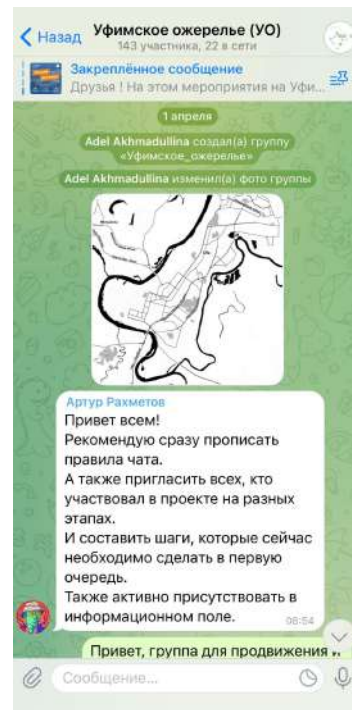 Назад
Уфимское ожерелье (УО)
143 участника, 22 в сети
Закреплённое сообщение
Друзья ! На этом мероприятия на Уфи...
1 апреля
Adel Akhmadullina создал(а) группу
«Уфимское_ожерелье»
Adel Akhmadullina изменил(а) фото группы
Артур Рахметов
Привет всем!
Рекомендую сразу прописать
правила чата.
А также пригласить всех, кто
участвовал в проекте на разных
этапах.
И составить шаги, которые сейчас
необходимо сделать в первую
очередь.
Также активно присутствовать в
информационном поле.
08:54
Привет, группа для продвижения и
Сообщение...